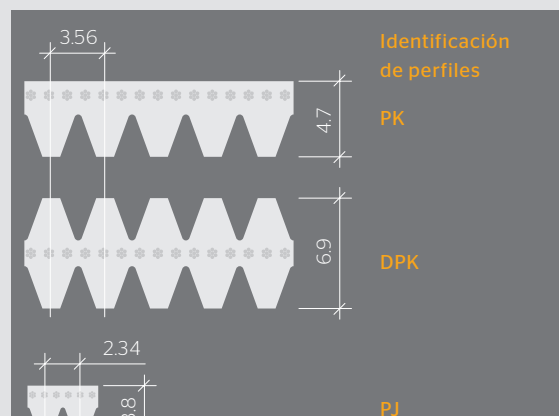 3.56
Identificación
de perfiles
4.7
PK
6.9
DPK
2.34
PJ